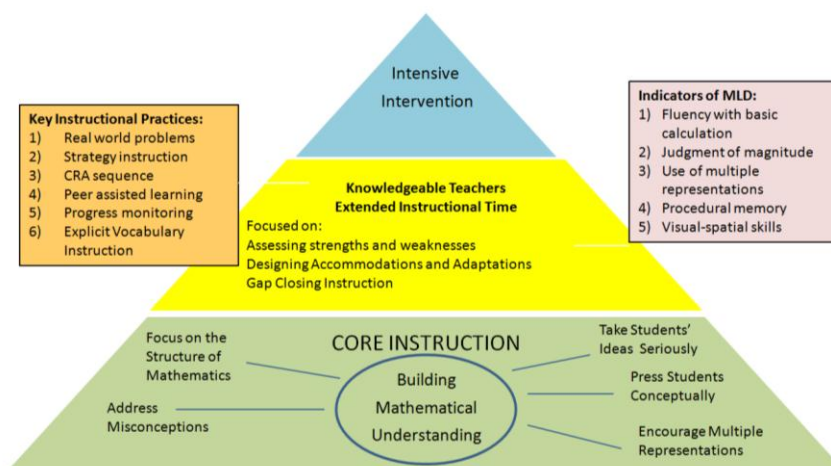 Intensive
Intervention
Key Instructional Practices:
1) Real world problems
2) Strategy instruction
3) CRA sequence
4) Peer assisted learning
5) Progress monitoring
6) Explicit Vocabulary
Instruction
Indicators of MLD:
1) Fluency with basic
calculation
2) Judgment of magnitude
3) Use of multiple
representations
4) Procedural memory
5) Visual-spatial skills
Knowledgeable Teachers
Extended Instructional Time
Focused on:
Assessing strengths and weaknesses
Designing Accommodations and Adaptations
Gap Closing Instruction
CORE INSTRUCTION
Focus on the
Structure of
Mathematics
Address
Misconceptions
Building
Mathematical
Understanding
Take Students'
Ideas Seriously
Press Students
Conceptually
Encourage Multiple
Representations